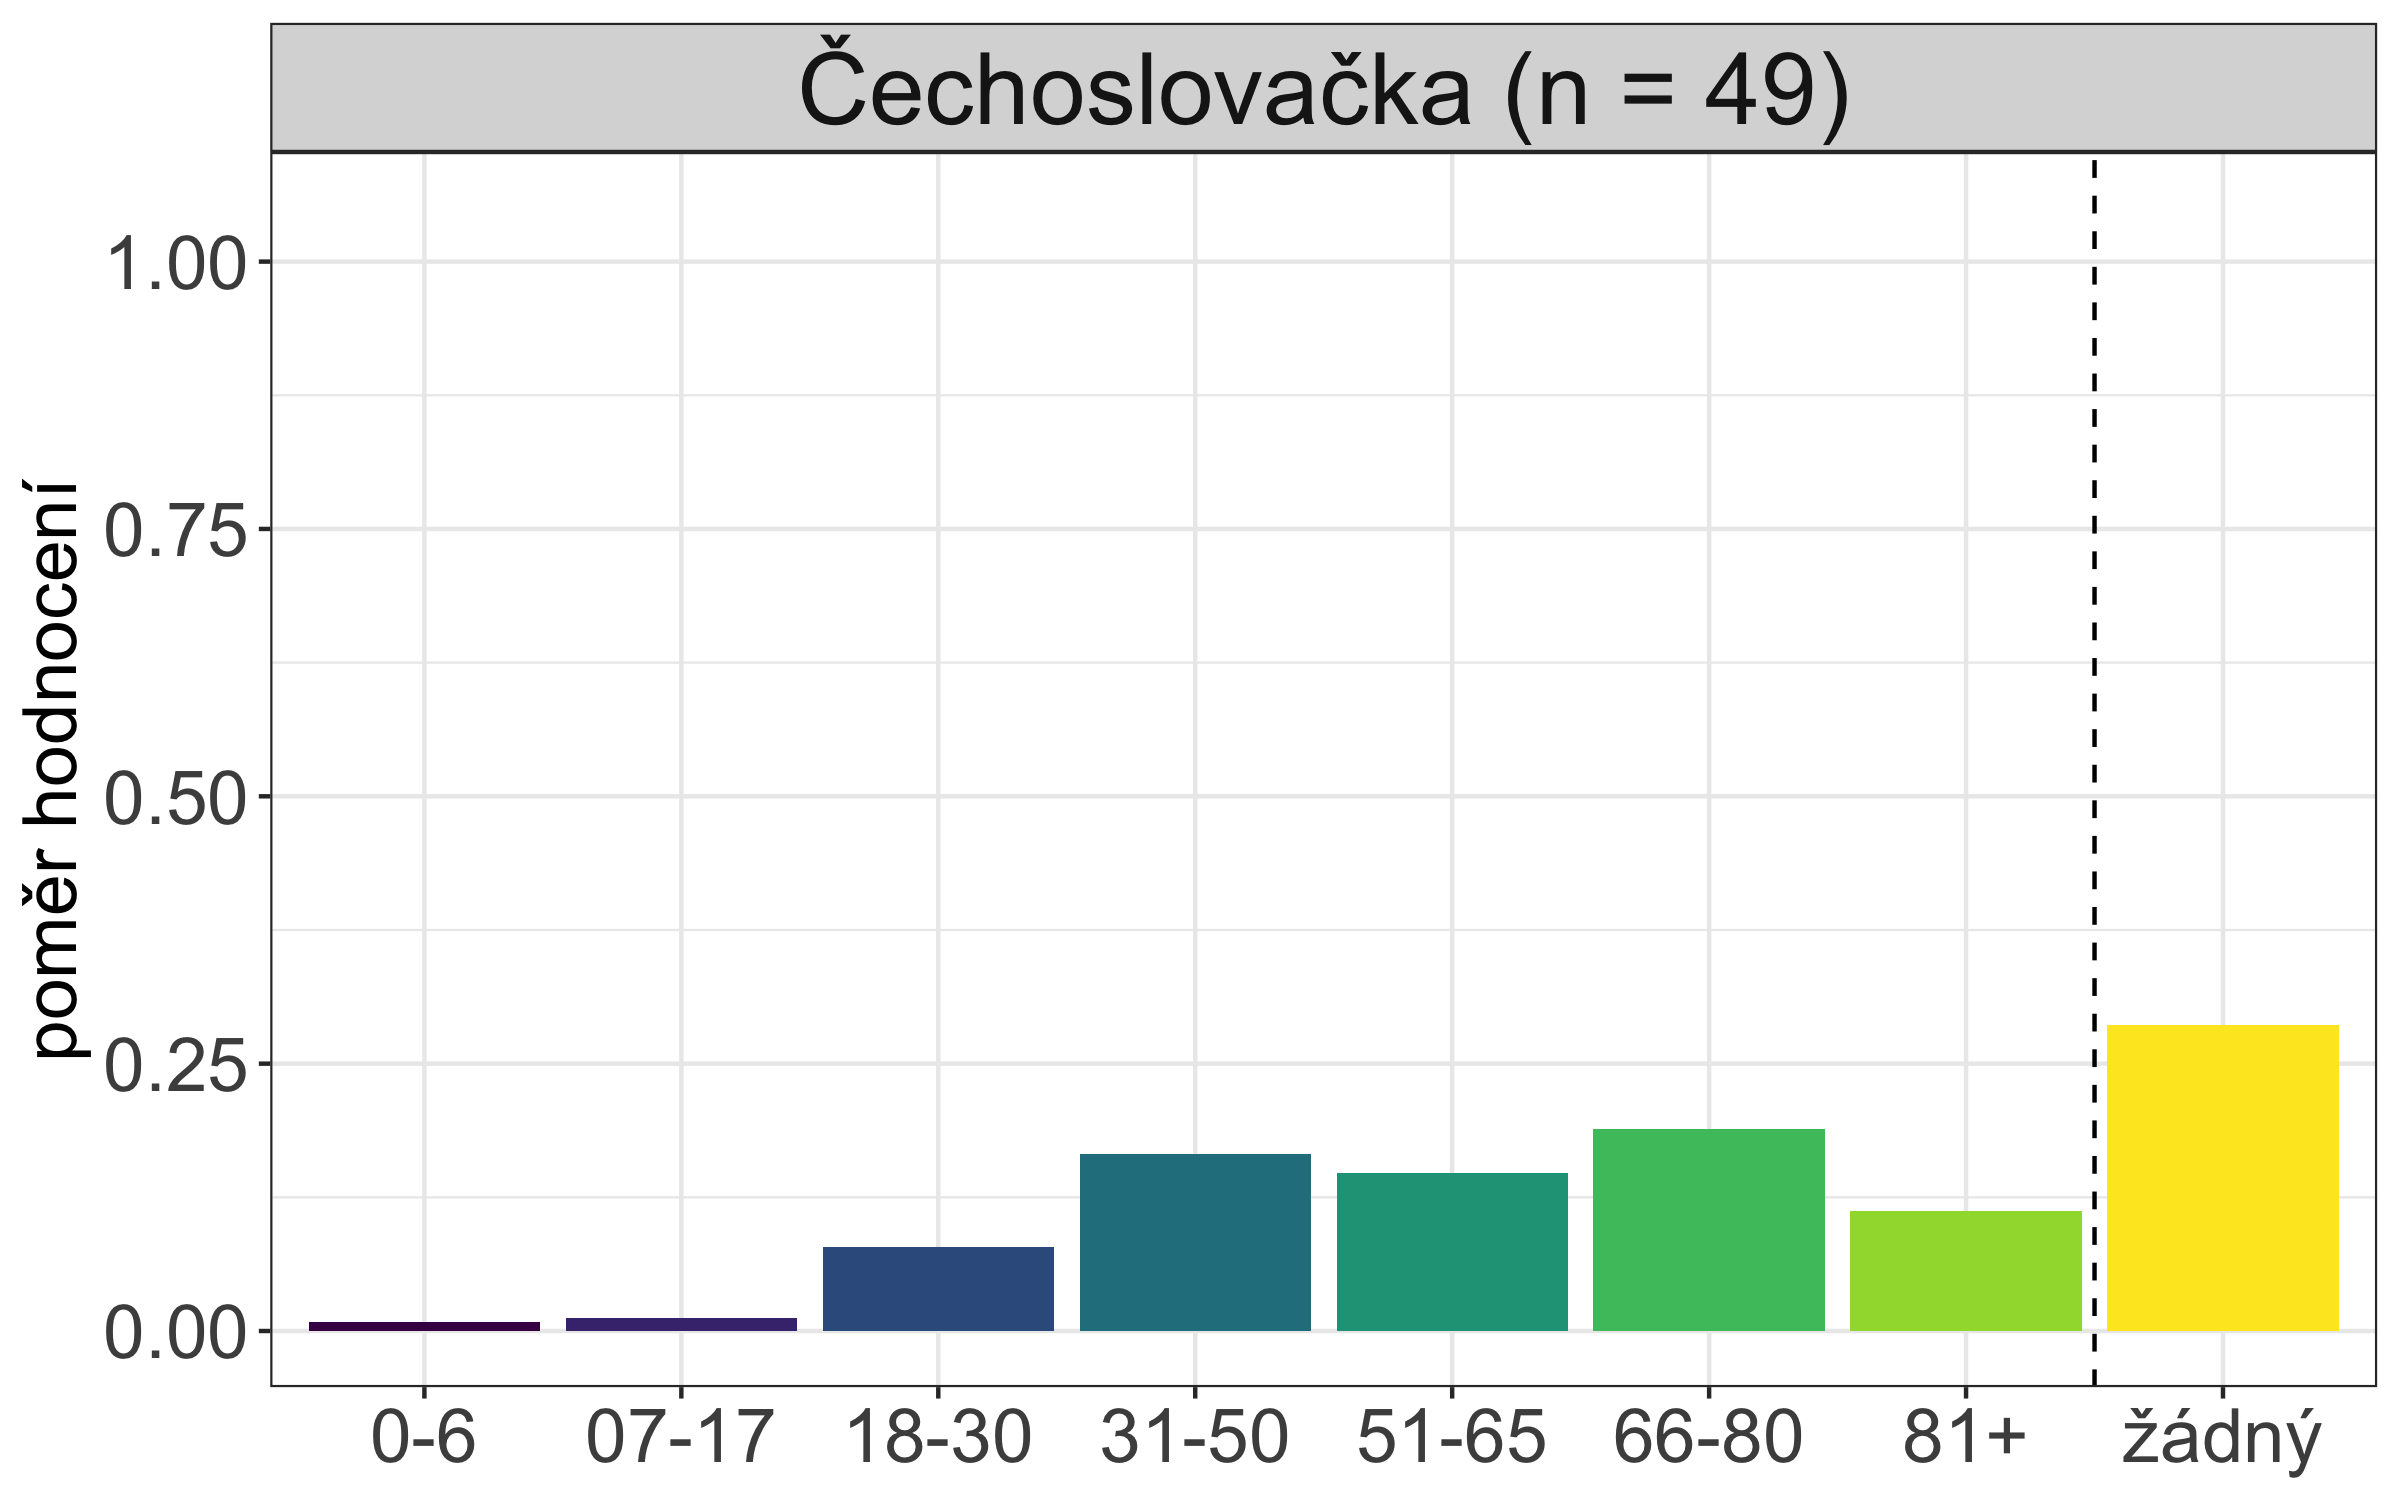 Čechoslovačka (n = 49)
poměr hodnocení
1.00
0.75
0.50
0.25
0.00
0-6 07-17 18-30 31-50 51-65 66-80 81+ žádný